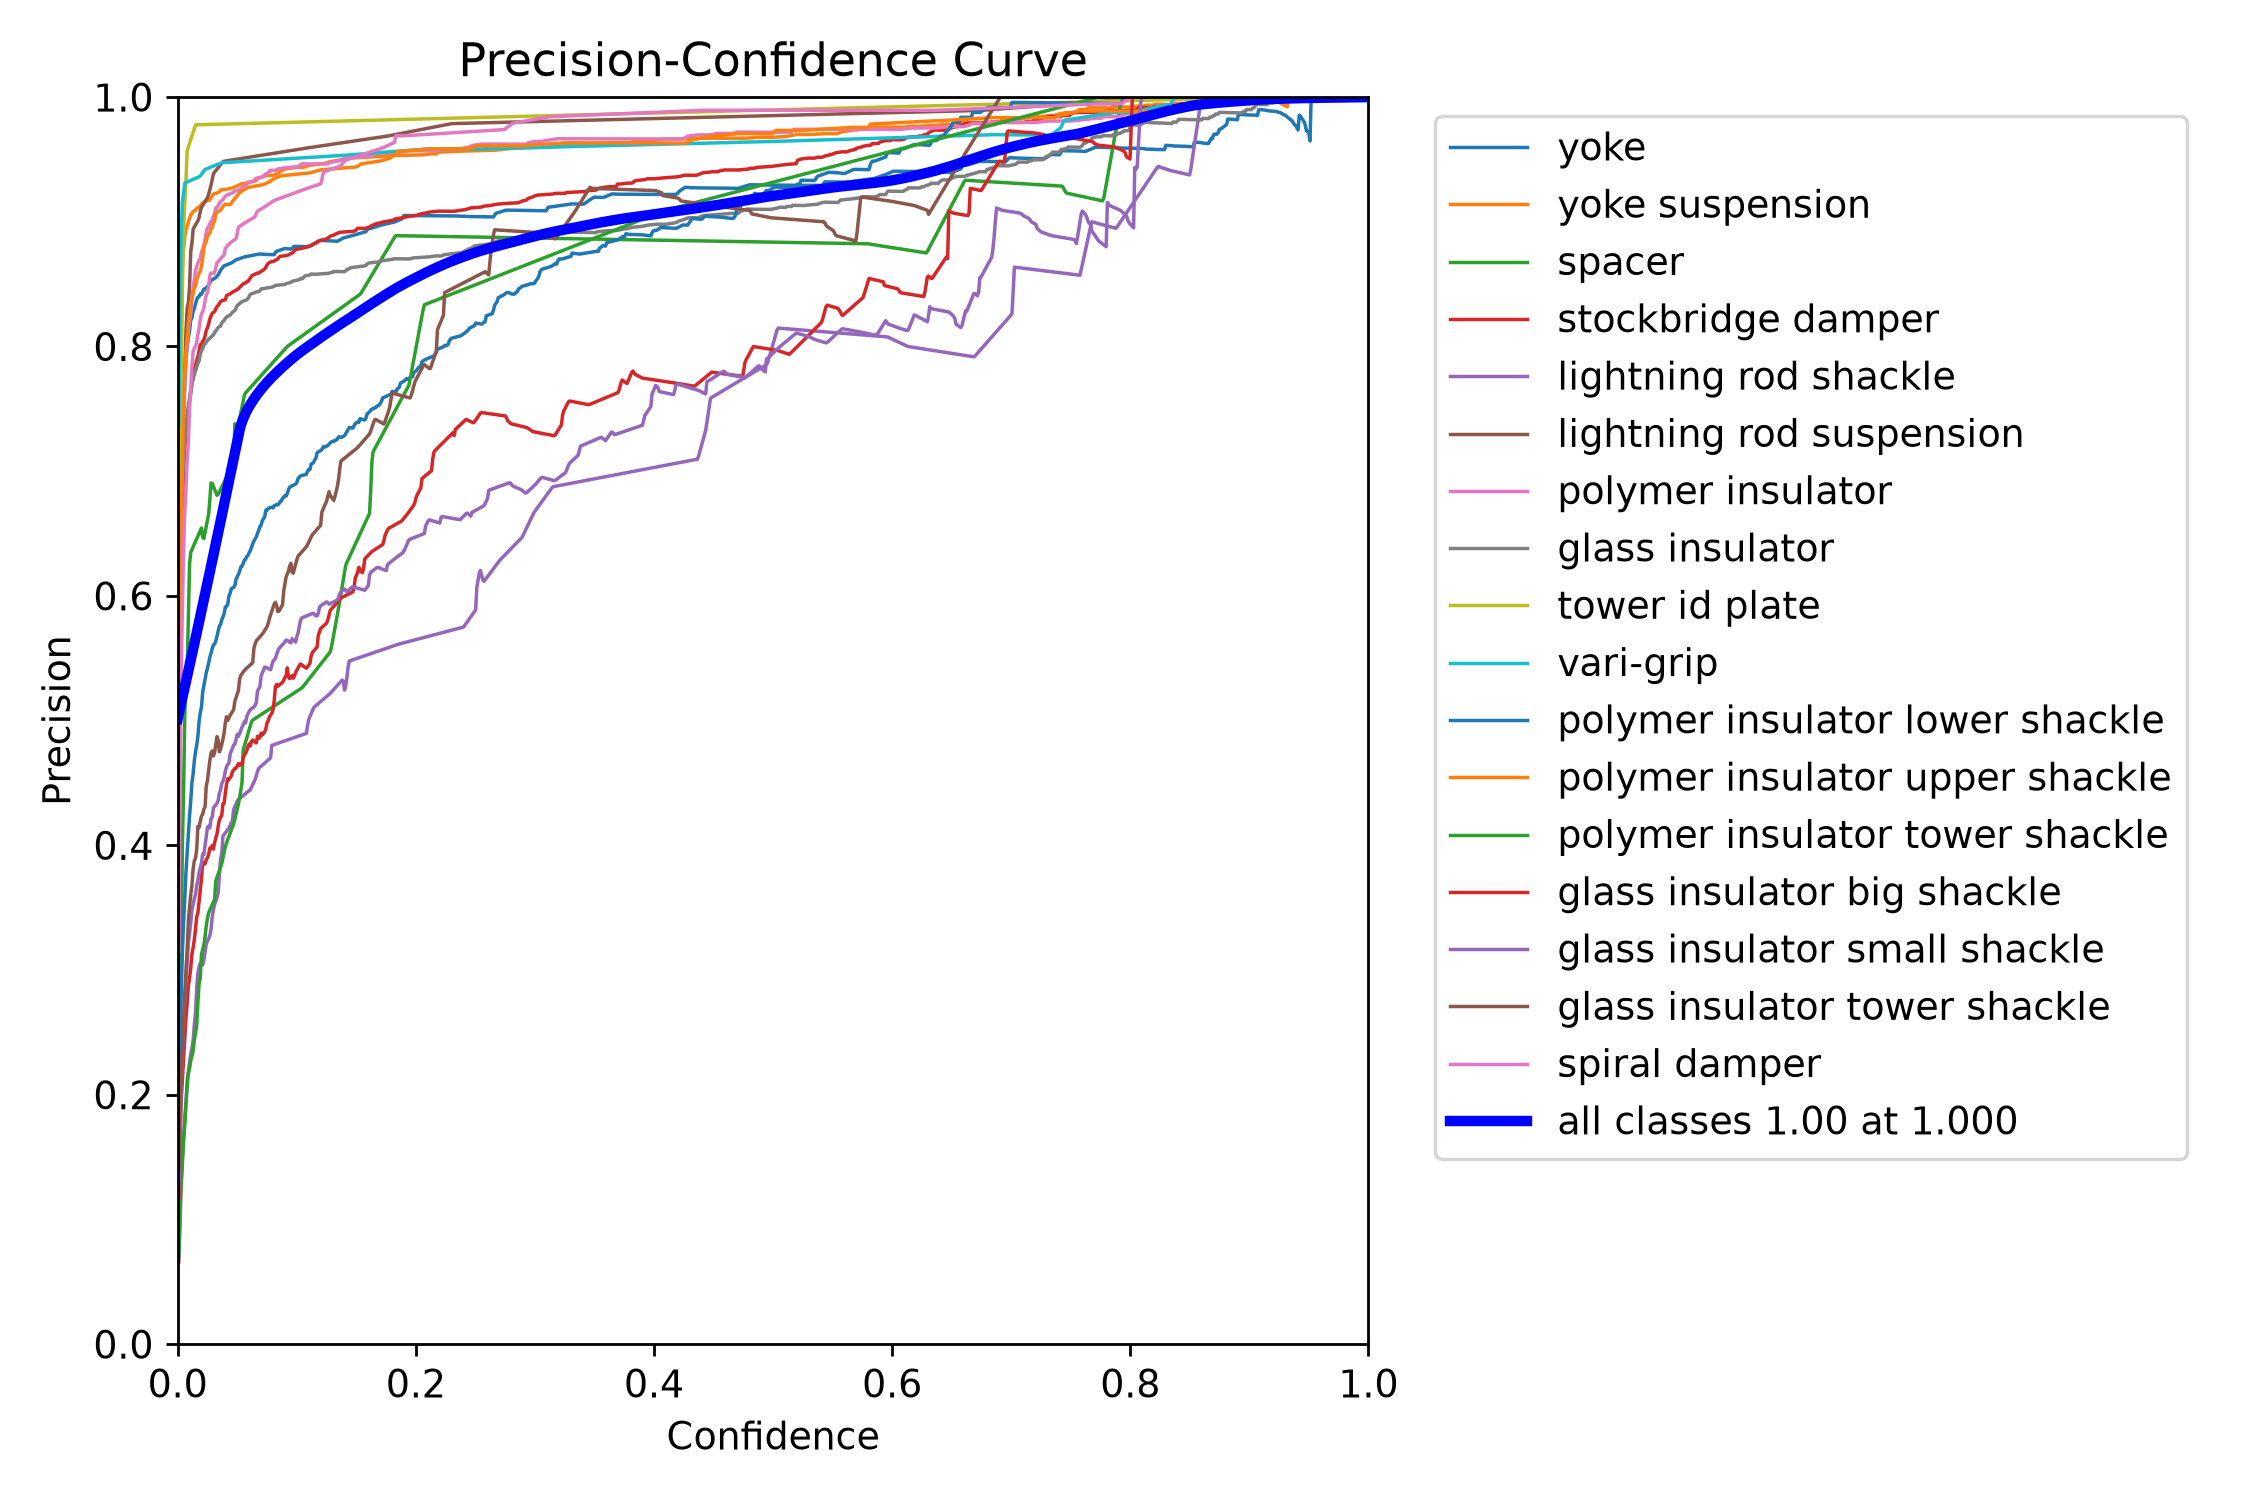 Precision-Confidence Curve
1.0
0.8
0.6
0.4
0.2
0.0
Precision
0.0 0.2 0.4 0.6 0.8 1.0
Confidence
yoke
yoke suspension
spacer
stockbridge damper
lightning rod shackle
lightning rod suspension
polymer insulator
glass insulator
tower id plate
vari-grip
polymer insulator lower shackle
polymer insulator upper shackle
polymer insulator tower shackle
glass insulator big shackle
glass insulator small shackle
glass insulator tower shackle
spiral damper
all classes 1.00 at 1.000